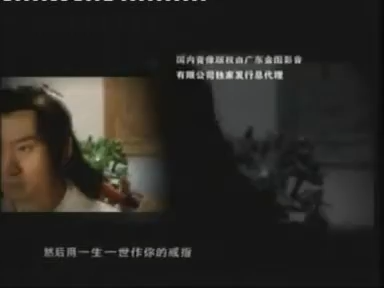 国内音像版权由广东金图影音
有限公司独家发行总代理
然后用一生一世作你的戒指